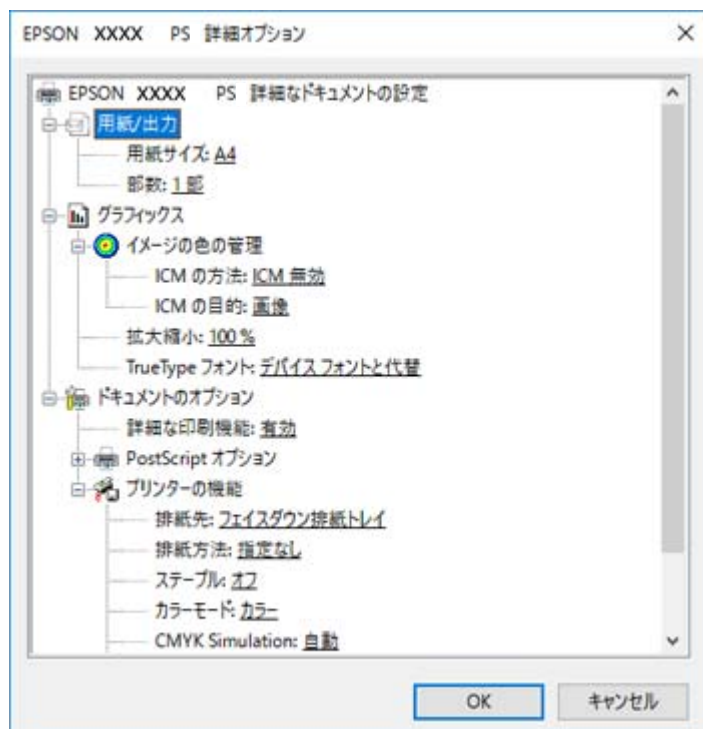 EPSON XXXX PS 詳細オプション
EPSON XXXX PS 詳細なドキュメントの設定
用紙/出力
用紙サイズ: A4
部数: 1 部
グラフィックス
イメージの色の管理
ICM の方法: ICM 無効
ICM の目的: 画像
拡大縮小: 100 %
TrueType フォント: デバイス フォントと代替
ドキュメントのオプション
詳細な印刷機能: 有効
PostScript オプション
プリンターの機能
排紙先: フェイスダウン排紙トレイ
排紙方法: 指定なし
ステープル: オフ
カラーモード: カラー
CMYK Simulation: 自動
OK キャンセル